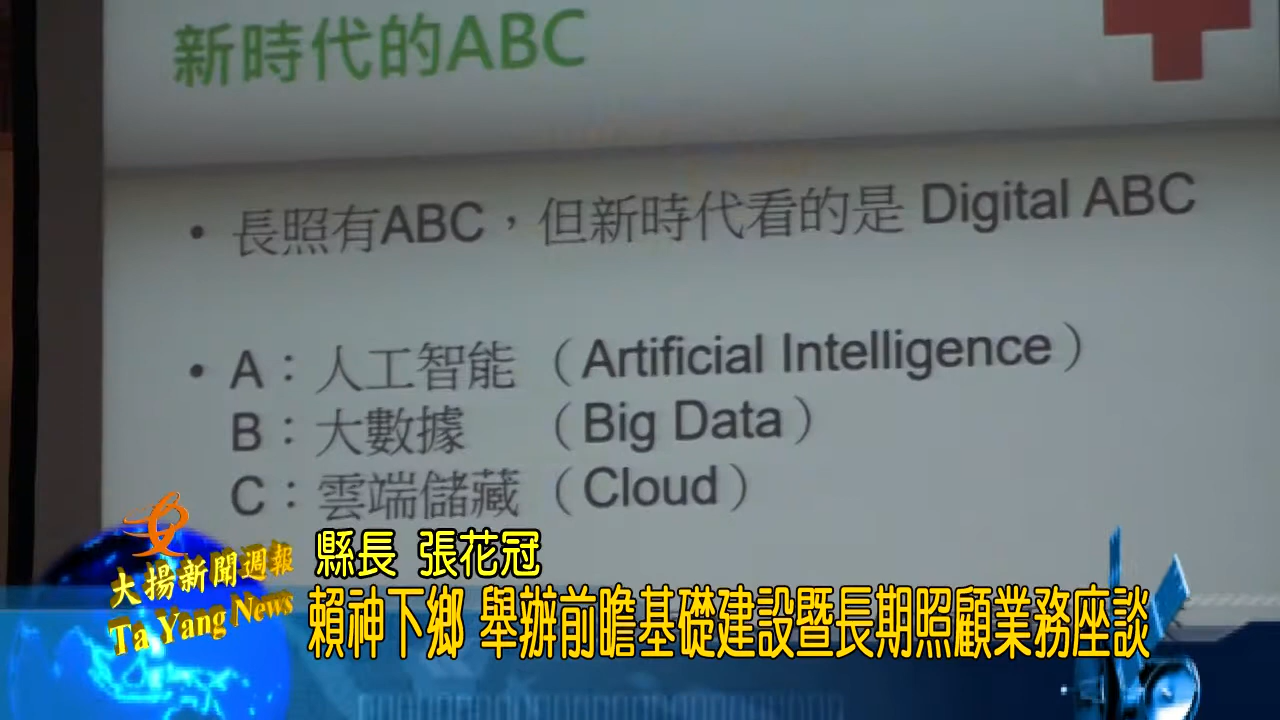 新時代的ABC
• 長照有ABC，但新時代看的是 Digital ABC
• A：人工智能（Artificial Intelligence）
B：大數據（Big Data）
C：雲端儲藏（Cloud）
縣長 張花冠
大揚新聞週報
Ta Yang News
賴神下鄉 舉辦前瞻基礎建設暨長期照顧業務座談